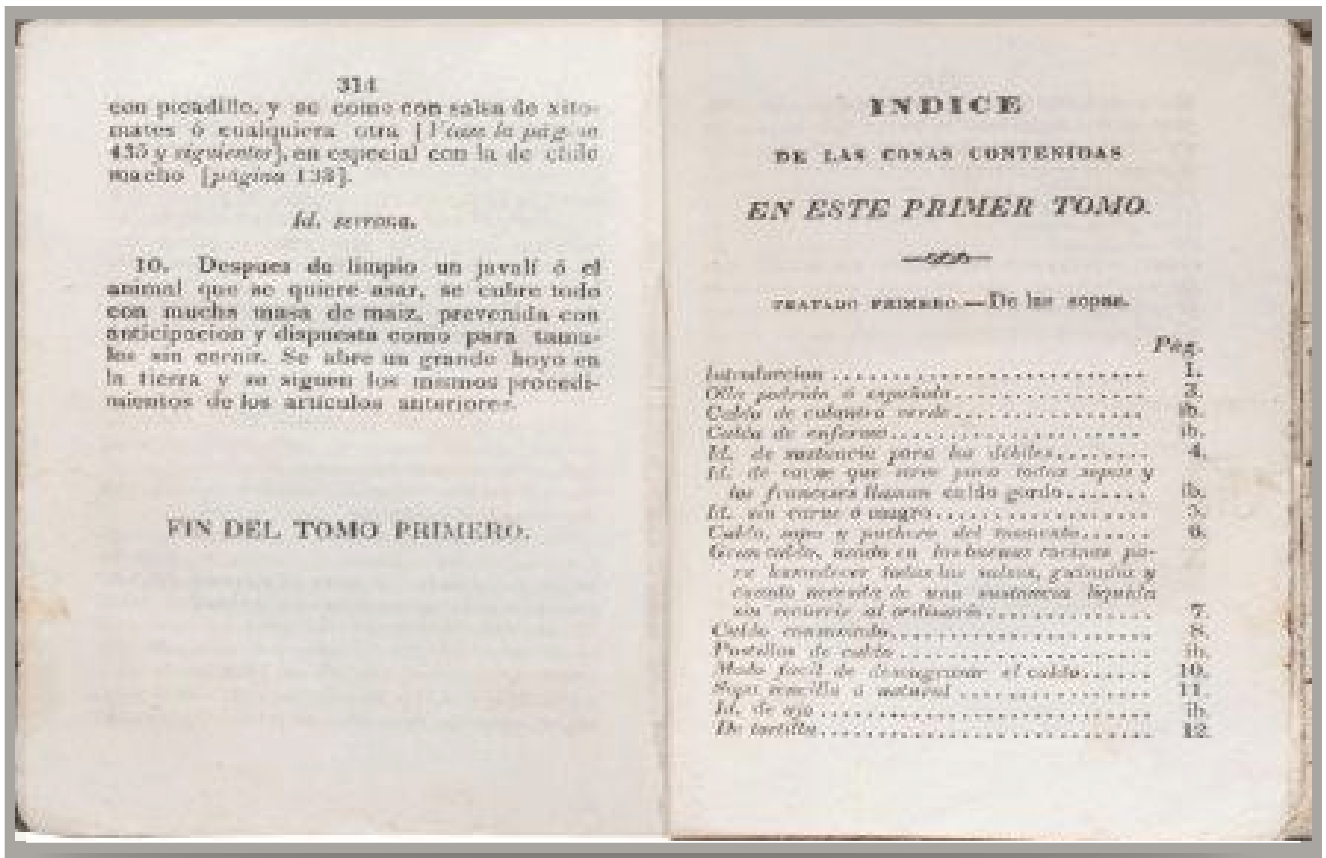 314
con picadillo, y se come con salsa de xito-
mates ó cualquiera otra [Vease la pág.
y siguientes], en especial con la de chile
macho [página 133].
Id. serrana.
10. Despues de limpio un javalí ó el
animal que se quiere asar, se cubre todo
con mucha masa de maiz, prevenida con
anticipacion y dispuesta como para tama-
les sin cernir. Se abre un grande hoyo en
la tierra y se siguen los mismos procedi-
mientos de los artículos anteriores.
FIN DEL TOMO PRIMERO.
INDICE
DE LAS COSAS CONTENIDAS
EN ESTE PRIMER TOMO.
TRATADO PRIMERO.—De las sopas.
Pág.
Introduccion ........................... 1.
Olla podrida ó española................. 3.
Caldo de culantro verde................. ib.
Caldo de enfermo....................... ib.
Id. de sustancia para los débiles........ 4.
Id. de carne que sirve para todas sopas y
los franceses llaman caldo gordo....... ib.
Id. sin carne ó magro................... 5.
Caldo, sopa y puchero del momento...... 6.
Gran caldo, usado en las buenas cocinas pa-
ra humedecer todas las salsas, guisados y
cuanto necesita de una sustancia líquida
sin recurrir al ordinario.............. 7.
Caldo consumado........................ 8.
Pastillas de caldo ..................... ib.
Modo facil de desengrasar el caldo...... 10.
Sopa sencilla ó natural ................ 11.
Id. de ajo ............................. ib.
De tortilla............................. 12.